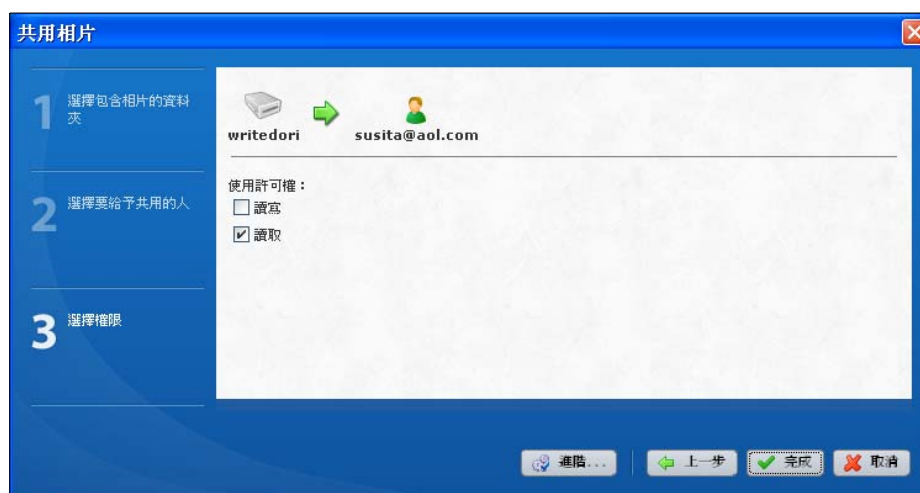 共用相片
1
選擇包含相片的資料
夾
2
選擇要給予共用的人
3
選擇權限
writedori
susita@aol.com
使用許可權：
讀寫
讀取
進階...
上一步
完成
取消